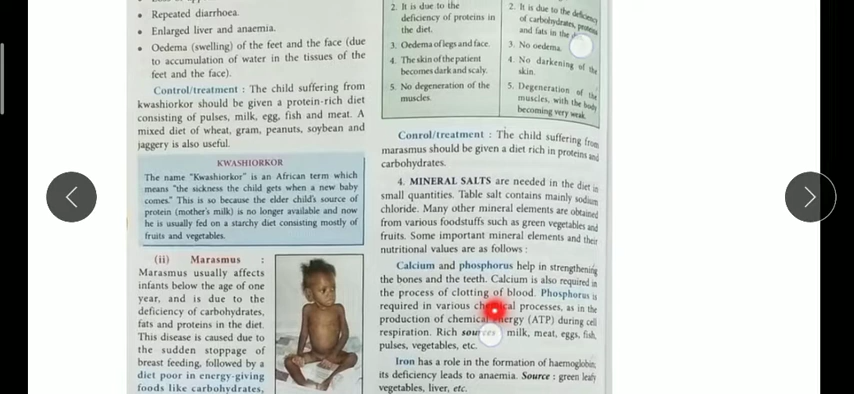 • Repeated diarrhoea.
• Enlarged liver and anaemia.
• Oedema (swelling) of the feet and the face (due
to accumulation of water in the tissues of the
feet and the face).
Control/treatment : The child suffering from
kwashiorkor should be given a protein-rich diet
consisting of pulses, milk, egg, fish and meat. A
mixed diet of wheat, gram, peanuts, soybean and
jaggery is also useful.
KWASHIORKOR
The name "Kwashiorkor" is an African term which
means "the sickness the child gets when a new baby
comes." This is so because the elder child's source of
protein (mother's milk) is no longer available and now
he is usually fed on a starchy diet consisting mostly of
fruits and vegetables.
(ii) Marasmus :
Marasmus usually affects
infants below the age of one
year, and is due to the
deficiency of carbohydrates,
fats and proteins in the diet.
This disease is caused due to
the sudden stoppage of
breast feeding, followed by a
diet poor in energy-giving
foods like carbohydrates,
2. It is due to the
deficiency of proteins in
the diet.
3. Oedema of legs and face.
4. The skin of the patient
becomes dark and scaly.
5. No degeneration of the
muscles.
2. It is due to the deficiency
of carbohydrates, proteins
and fats in the
3. No oedema.
4. No darkening of the
skin.
5. Degeneration of the
muscles, with the body
becoming very weak.
Conrol/treatment : The child suffering from
marasmus should be given a diet rich in proteins and
carbohydrates.
4. MINERAL SALTS are needed in the diet in
small quantities. Table salt contains mainly sodium
chloride. Many other mineral elements are obtained
from various foodstuffs such as green vegetables and
fruits. Some important mineral elements and their
nutritional values are as follows :
Calcium and phosphorus help in strengthening
the bones and the teeth. Calcium is also required in
the process of clotting of blood. Phosphorus is
required in various chemical processes, as in the
production of chemical energy (ATP) during cell
respiration. Rich sources milk, meat, eggs, fish,
pulses, vegetables, etc.
Iron has a role in the formation of haemoglobin;
its deficiency leads to anaemia. Source : green leafy
vegetables, liver, etc.